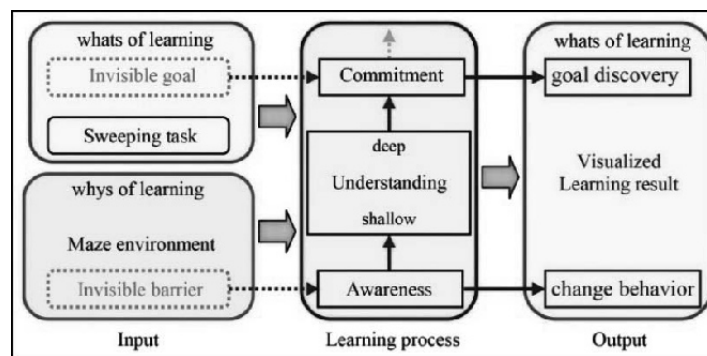 whats of learning
Invisible goal
Sweeping task
whys of learning
Maze environment
Invisible barrier
Input
Commitment
deep
Understanding
shallow
Awareness
Learning process
whats of learning
goal discovery
Visualized
Learning result
change behavior
Output